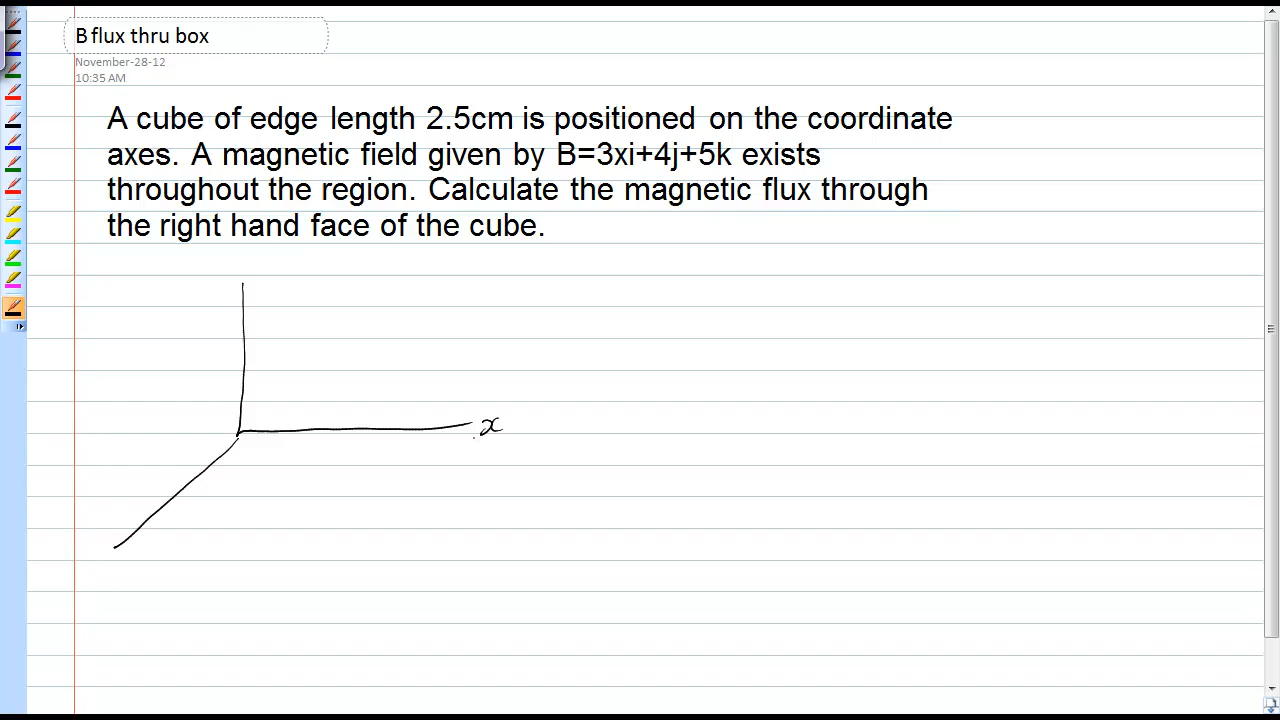 B flux thru box
November-28-12
10:35 AM
A cube of edge length 2.5cm is positioned on the coordinate
axes. A magnetic field given by B=3xi+4j+5k exists
throughout the region. Calculate the magnetic flux through
the right hand face of the cube.
x